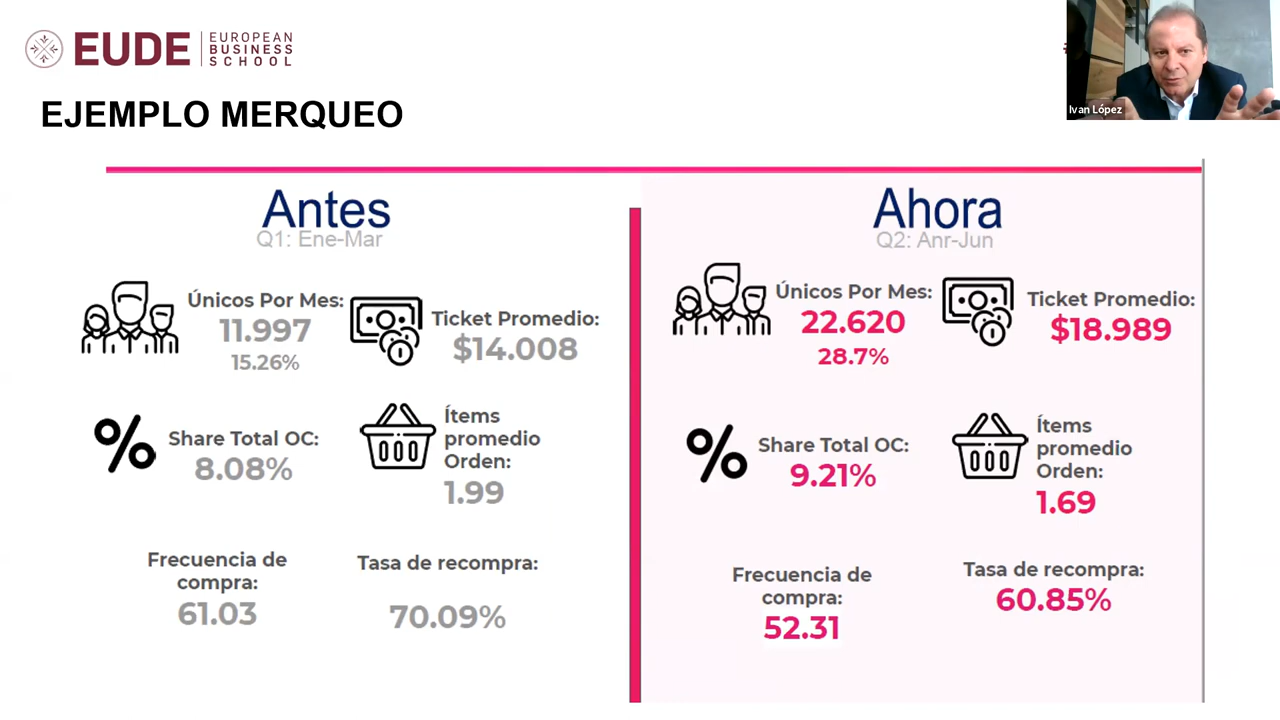 EUDE
EUROPEAN
BUSINESS
SCHOOL
Ivan López
EJEMPLO MERQUEO
Antes
Q1: Ene-Mar
Únicos Por Mes:
11.997
15.26%
Ticket Promedio:
$14.008
%
Share Total OC:
8.08%
Ítems
promedio
Orden:
1.99
Frecuencia de
compra:
61.03
Tasa de recompra:
70.09%
Ahora
Q2: Anr-Jun
Únicos Por Mes:
22.620
28.7%
Ticket Promedio:
$18.989
%
Share Total OC:
9.21%
Ítems
promedio
Orden:
1.69
Frecuencia de
compra:
52.31
Tasa de recompra:
60.85%